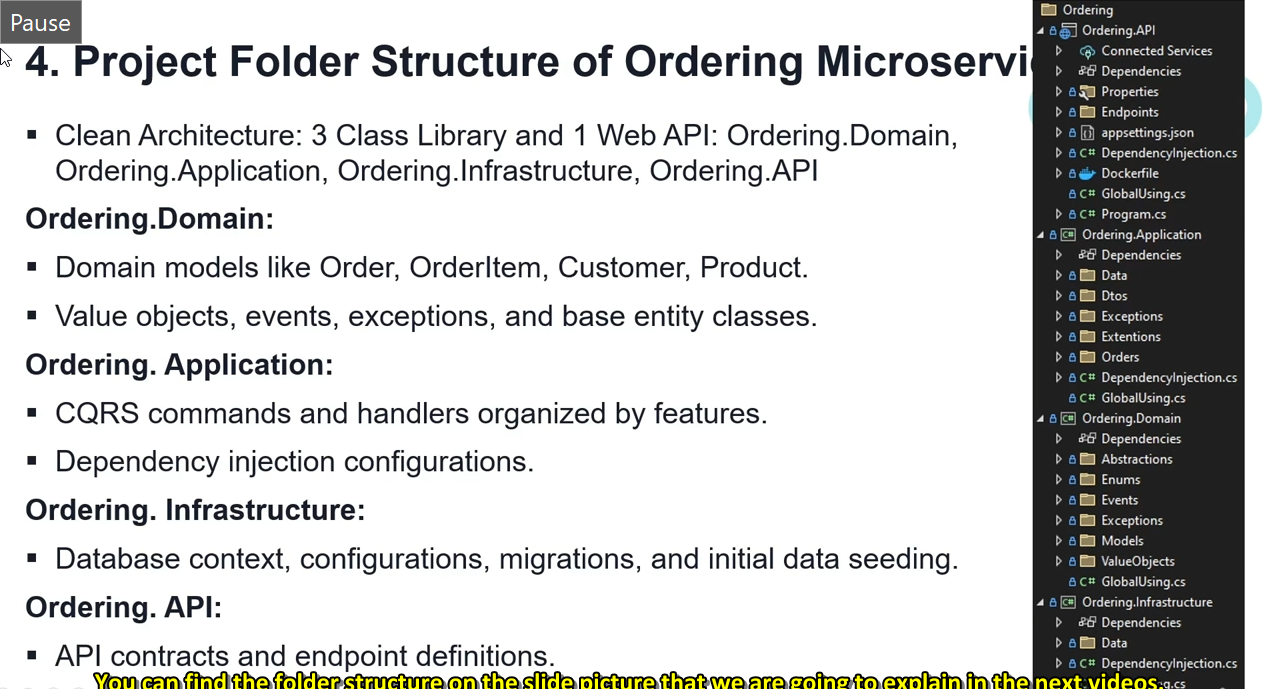 Pause
4. Project Folder Structure of Ordering
Clean Architecture: 3 Class Library and 1 Web API: Ordering.Domain,
Ordering.Application, Ordering.Infrastructure, Ordering.API
Ordering.Domain:
Domain models like Order, OrderItem, Customer, Product.
Value objects, events, exceptions, and base entity classes.
Ordering. Application:
CQRS commands and handlers organized by features.
Dependency injection configurations.
Ordering. Infrastructure:
Database context, configurations, migrations, and initial data seeding.
Ordering. API:
API contracts and endpoint definitions.
You can find the folder structure on the slide picture that we are going to explain in the next videos.
Ordering
Ordering.API
Connected Services
Dependencies
Properties
Endpoints
appsettings.json
C# DependencyInjection.cs
Dockerfile
C# GlobalUsing.cs
C# Program.cs
C# Ordering.Application
Dependencies
Data
Dtos
Exceptions
Extentions
Orders
C# DependencyInjection.cs
C# GlobalUsing.cs
C# Ordering.Domain
Dependencies
Abstractions
Enums
Events
Exceptions
Models
ValueObjects
C# GlobalUsing.cs
C# Ordering.Infrastructure
Dependencies
Data
C# DependencyInjection.cs